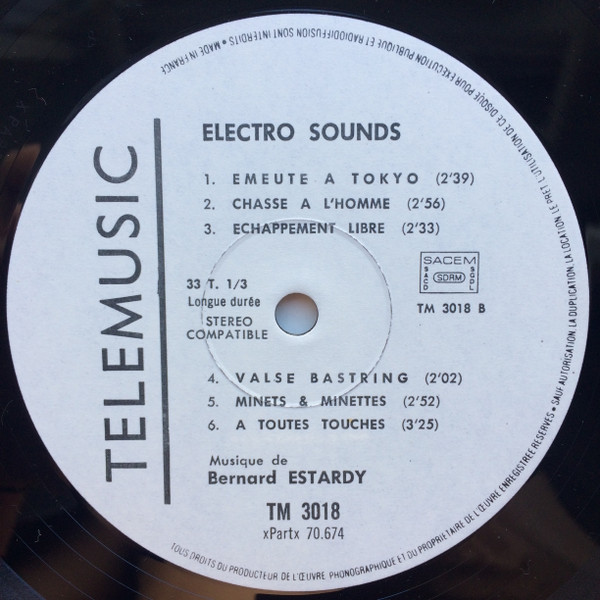 TELEMUSIC
ELECTRO SOUNDS
1. EMEUTE A TOKYO (2'39)
2. CHASSE A L'HOMME (2'56)
3. ECHAPPEMENT LIBRE (2'33)
33 T. 1/3
Longue durée
STEREO
COMPATIBLE
SACEM
SACD
SDRM
SGDL
TM 3018 B
4. VALSE BASTRING (2'02)
5. MINETS & MINETTES (2'52)
6. A TOUTES TOUCHES (3'25)
Musique de
Bernard ESTARDY
TM 3018
xPartx 70.674
TOUS DROITS DU PRODUCTEUR DE L'ŒUVRE PHONOGRAPHIQUE ET DU PROPRIETAIRE DE L'ŒUVRE ENREGISTREE RESERVES • SAUF AUTORISATION. LA DUPLICATION. LA LOCATION. LE PRET. L'UTILISATION DE CE DISQUE POUR EXECUTION PUBLIQUE ET RADIODIFFUSION SONT INTERDITS • MADE IN FRANCE